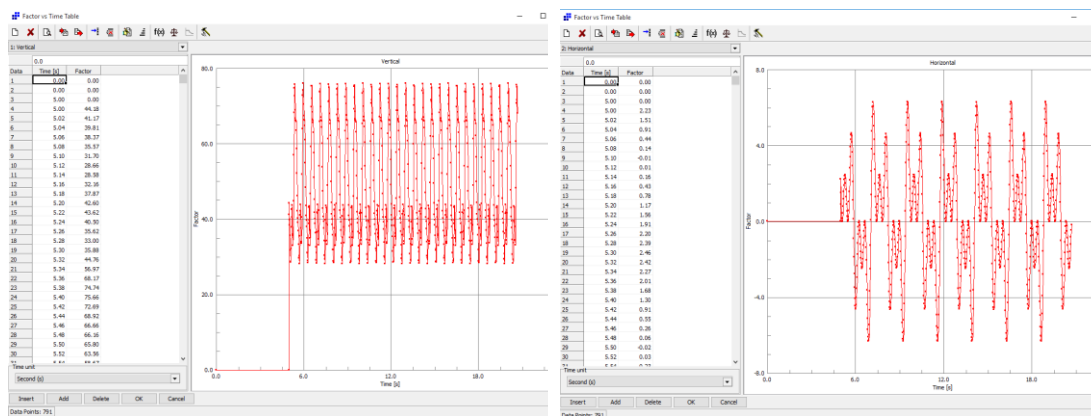 Factor vs Time Table
1: Vertical
0.0
Data Time [s] Factor
1 0.00 0.00
2 0.00 0.00
3 5.00 0.00
4 5.00 44.18
5 5.02 41.17
6 5.04 39.81
7 5.06 38.37
8 5.08 35.57
9 5.10 31.70
10 5.12 28.66
11 5.14 28.58
12 5.16 32.16
13 5.18 37.87
14 5.20 42.60
15 5.22 43.62
16 5.24 40.50
17 5.26 35.62
18 5.28 33.00
19 5.30 35.88
20 5.32 44.76
21 5.34 56.97
22 5.36 68.17
23 5.38 74.74
24 5.40 75.66
25 5.42 72.69
26 5.44 68.92
27 5.46 66.66
28 5.48 66.16
29 5.50 65.80
30 5.52 63.56
Time unit
Second (s)
Insert Add Delete OK Cancel
Data Points: 791
Vertical
80.0
60.0
40.0
20.0
0.0
Factor
0.0 6.0 12.0 18.0
Time [s]
Factor vs Time Table
f(x)
2: Horizontal
0.0
Data Time [s] Factor
1 0.00 0.00
2 0.00 0.00
3 5.00 0.00
4 5.00 2.23
5 5.02 1.51
6 5.04 0.91
7 5.06 0.44
8 5.08 0.14
9 5.10 -0.01
10 5.12 0.01
11 5.14 0.16
12 5.16 0.43
13 5.18 0.78
14 5.20 1.17
15 5.22 1.56
16 5.24 1.91
17 5.26 2.20
18 5.28 2.39
19 5.30 2.46
20 5.32 2.42
21 5.34 2.27
22 5.36 2.01
23 5.38 1.68
24 5.40 1.30
25 5.42 0.91
26 5.44 0.55
27 5.46 0.26
28 5.48 0.06
29 5.50 -0.02
30 5.52 0.03
Time unit
Second (s)
Insert Add Delete OK Cancel
Data Points: 791
Horizontal
8.0
4.0
0.0
-4.0
-8.0
Factor
0.0 6.0 12.0 18.0
Time [s]